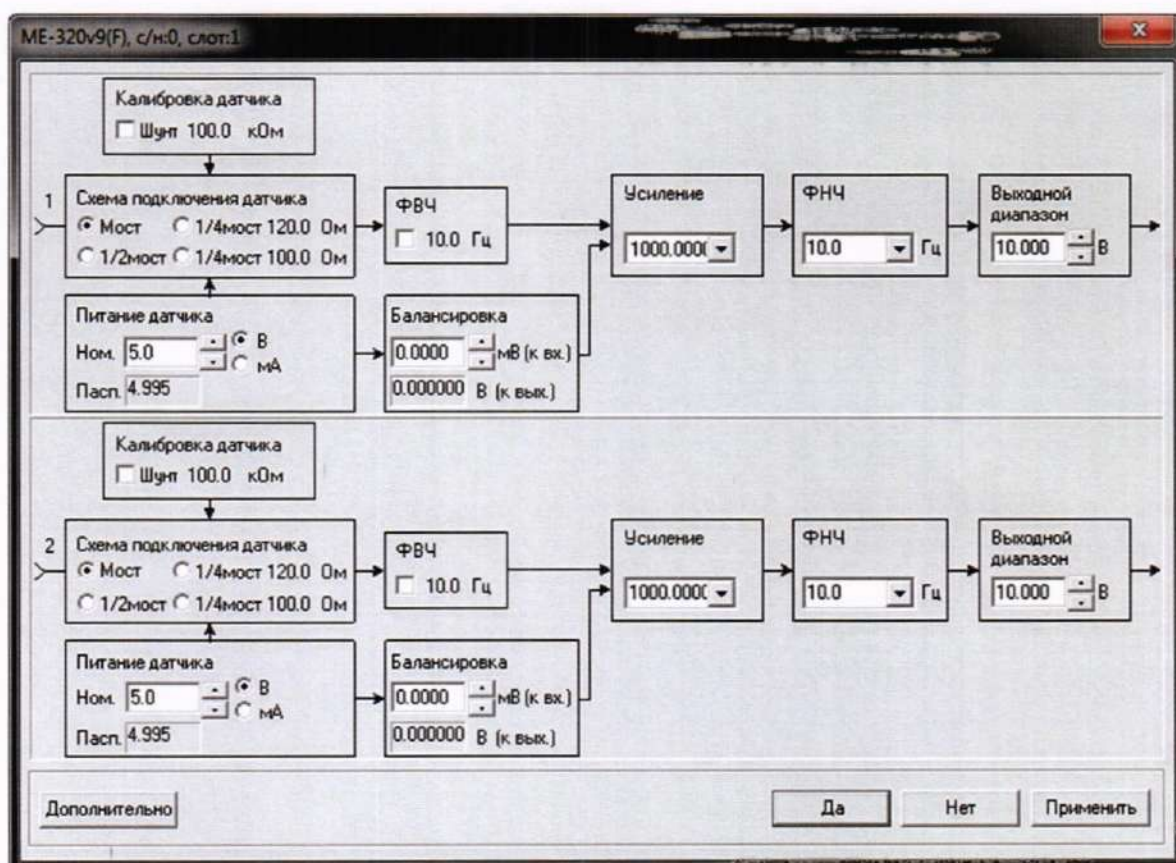 ME-320v9(F), с/н:0, слот:1
Калибровка датчика
Шунт 100.0 кОм
1
Схема подключения датчика
Мост 1/4мост 120.0 Ом
1/2мост 1/4мост 100.0 Ом
ФВЧ
10.0 Гц
Усиление
1000.000(
ФНЧ
10.0 Гц
Выходной
диапазон
10.000 В
Питание датчика
Ном. 5.0 В
мА
Пасп. 4.995
Балансировка
0.0000 мВ (к вх.)
0.000000 В (к вых.)
Калибровка датчика
Шунт 100.0 кОм
2
Схема подключения датчика
Мост 1/4мост 120.0 Ом
1/2мост 1/4мост 100.0 Ом
ФВЧ
10.0 Гц
Усиление
1000.000(
ФНЧ
10.0 Гц
Выходной
диапазон
10.000 В
Питание датчика
Ном. 5.0 В
мА
Пасп. 4.995
Балансировка
0.0000 мВ (к вх.)
0.000000 В (к вых.)
Дополнительно
Да
Нет
Применить